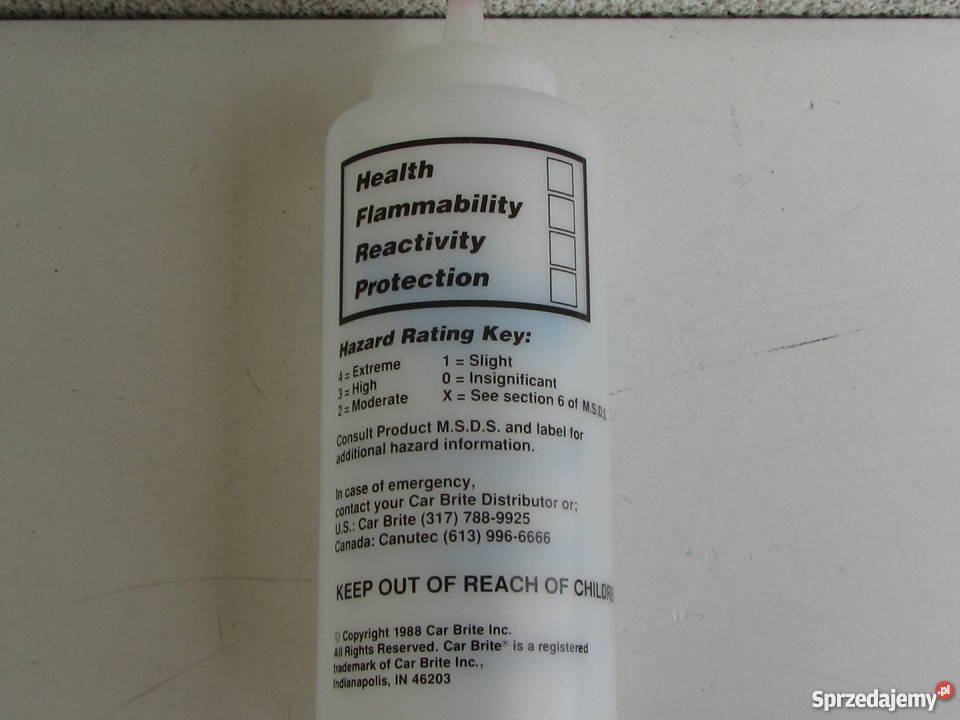 Health
Flammability
Reactivity
Protection
Hazard Rating Key:
4 = Extreme 1 = Slight
3 = High 0 = Insignificant
2 = Moderate X = See section 6 of M.S.D.S.
Consult Product M.S.D.S. and label for
additional hazard information.
In case of emergency,
contact your Car Brite Distributor or;
U.S.: Car Brite (317) 788-9925
Canada: Canutec (613) 996-6666
KEEP OUT OF REACH OF CHILDRE
© Copyright 1988 Car Brite Inc.
All Rights Reserved. Car Brite® is a registered
trademark of Car Brite Inc.,
Indianapolis, IN 46203
Sprzedajemy.pl